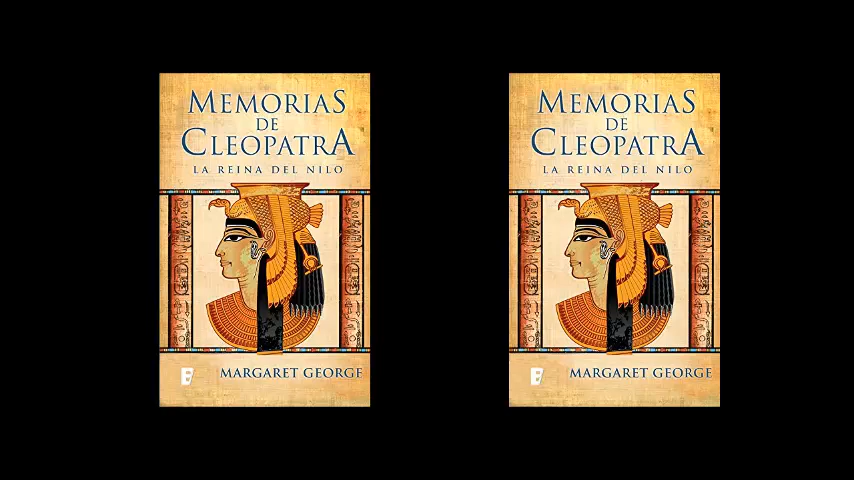 MEMORIAS
DE
CLEOPATRA
LA REINA DEL NILO
MARGARET GEORGE
MEMORIAS
DE
CLEOPATRA
LA REINA DEL NILO
MARGARET GEORGE